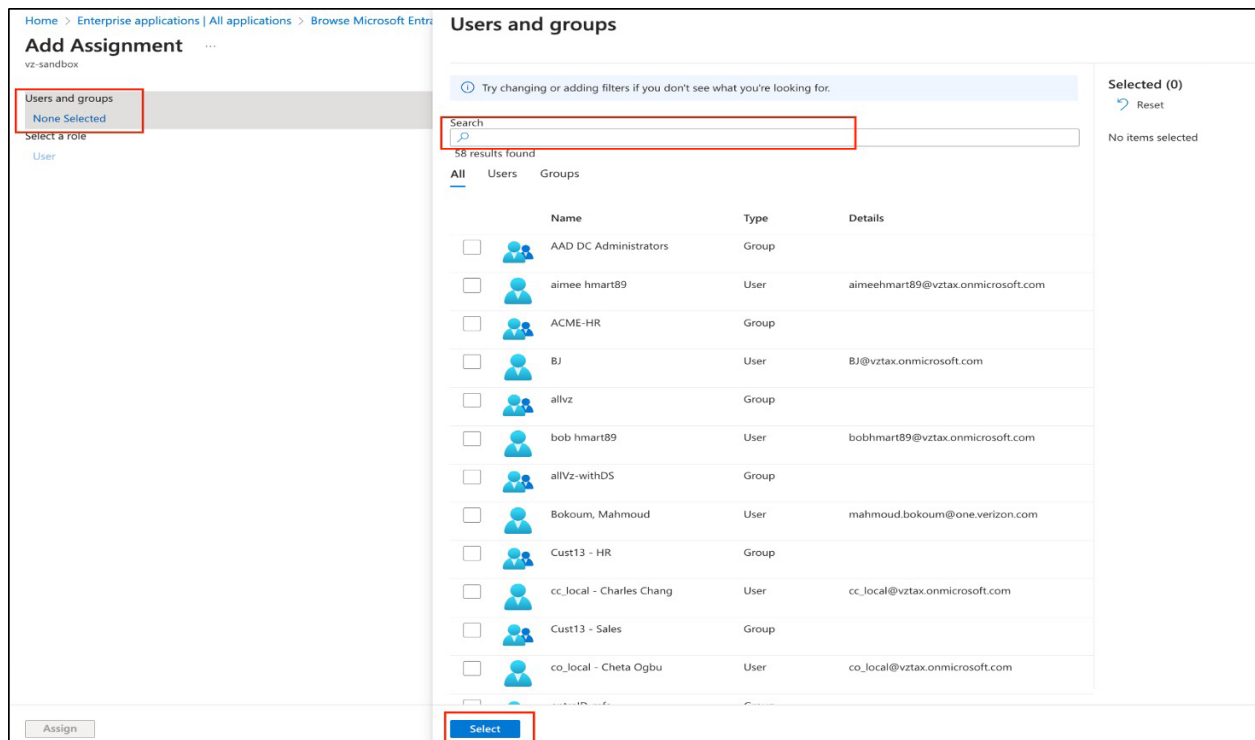 Home > Enterprise applications | All applications > Browse Microsoft Entra
Add Assignment ...
vz-sandbox
Users and groups
None Selected
Select a role
User
Assign
Users and groups
Try changing or adding filters if you don't see what you're looking for.
Search
58 results found
All Users Groups
Name Type Details
AAD DC Administrators Group
aimee hmart89 User aimeehmart89@vztax.onmicrosoft.com
ACME-HR Group
BJ User BJ@vztax.onmicrosoft.com
allvz Group
bob hmart89 User bobhmart89@vztax.onmicrosoft.com
allVz-withDS Group
Bokoum, Mahmoud User mahmoud.bokoum@one.verizon.com
Cust13 - HR Group
cc_local - Charles Chang User cc_local@vztax.onmicrosoft.com
Cust13 - Sales Group
co_local - Cheta Ogbu User co_local@vztax.onmicrosoft.com
Select
Selected (0)
Reset
No items selected